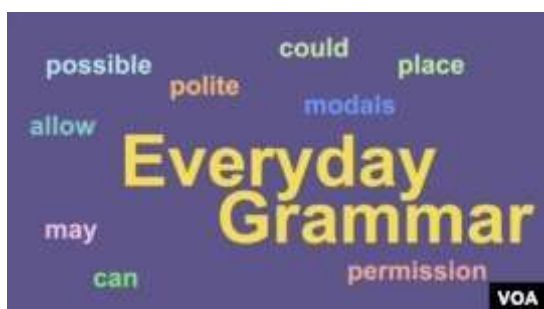 could
possible
place
polite
modals
allow
Everyday
Grammar
may
can
permission
VOA